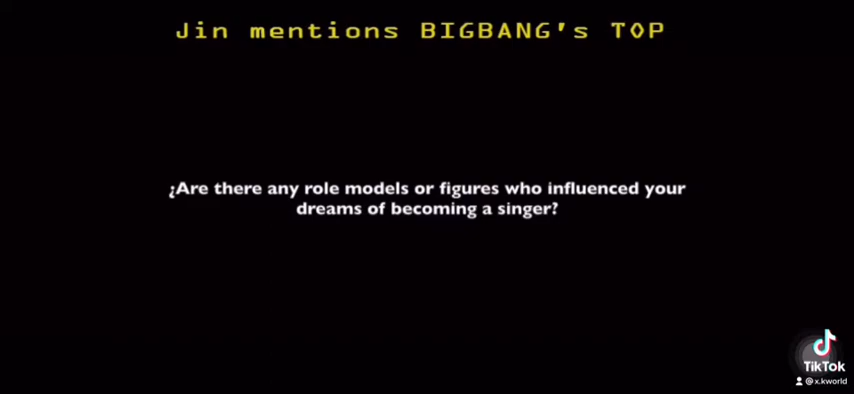 Jin mentions BIGBANG's TOP
¿Are there any role models or figures who influenced your
dreams of becoming a singer?
TikTok
@x.kworld